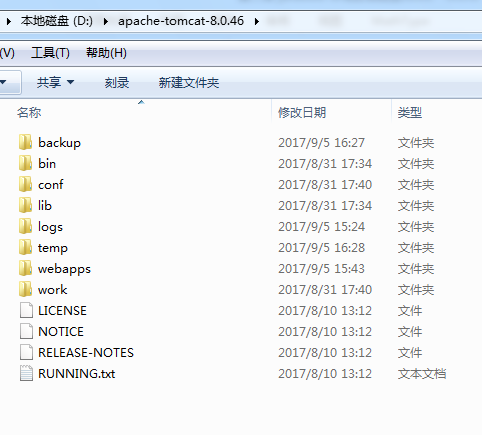 本地磁盘 (D:) apache-tomcat-8.0.46
(V) 工具(T) 帮助(H)
共享 刻录 新建文件夹
名称 修改日期 类型
backup 2017/9/5 16:27 文件夹
bin 2017/8/31 17:34 文件夹
conf 2017/8/31 17:40 文件夹
lib 2017/8/31 17:34 文件夹
logs 2017/9/5 15:24 文件夹
temp 2017/9/5 16:28 文件夹
webapps 2017/9/5 15:43 文件夹
work 2017/8/31 17:40 文件夹
LICENSE 2017/8/10 13:12 文件
NOTICE 2017/8/10 13:12 文件
RELEASE-NOTES 2017/8/10 13:12 文件
RUNNING.txt 2017/8/10 13:12 文本文档